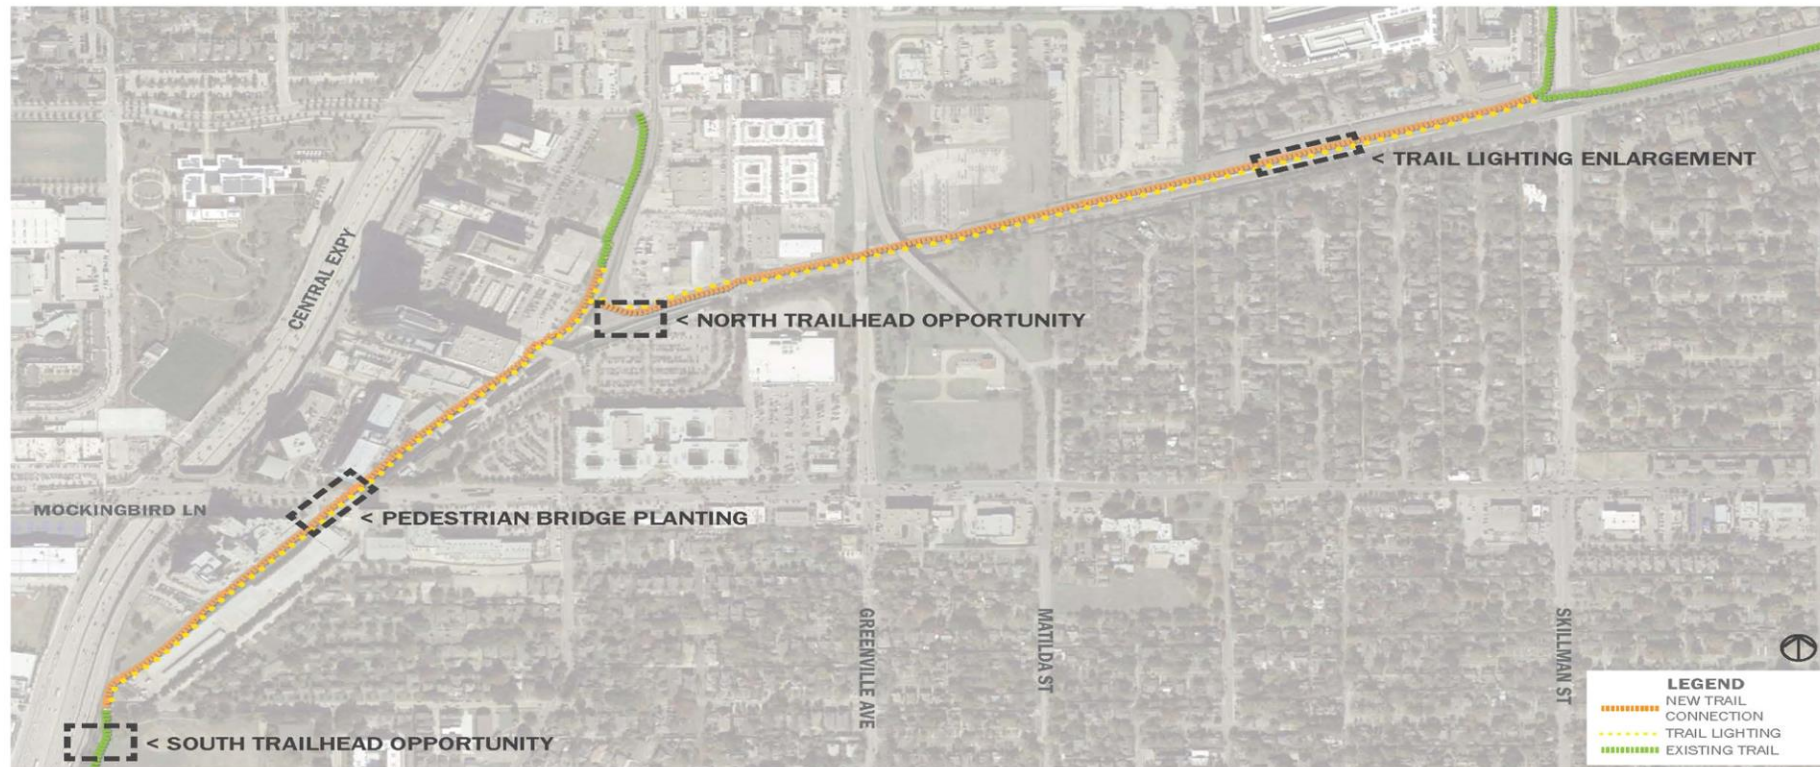 < TRAIL LIGHTING ENLARGEMENT
CENTRAL EXPY
< NORTH TRAILHEAD OPPORTUNITY
MOCKINGBIRD LN
< PEDESTRIAN BRIDGE PLANTING
GREENVILLE AVE
MATILDA ST
SKILLMAN ST
< SOUTH TRAILHEAD OPPORTUNITY
LEGEND
NEW TRAIL
CONNECTION
TRAIL LIGHTING
EXISTING TRAIL